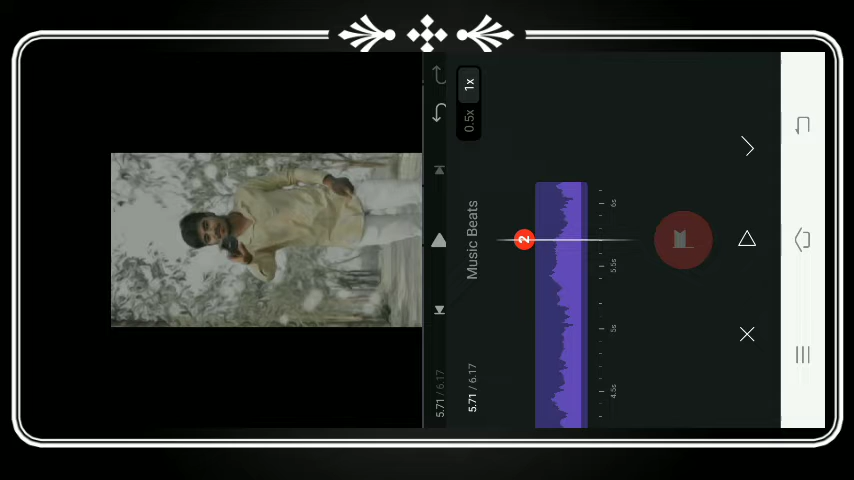 5.71 / 6.17
1x
0.5x
Music Beats
5.71 / 6.17
2
6s
5.5s
5s
4.5s